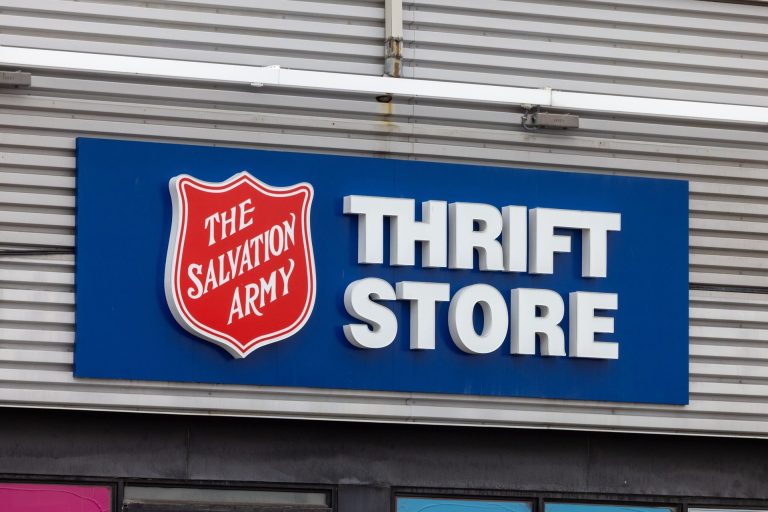 THE
SALVATION
ARMY
THRIFT
STORE